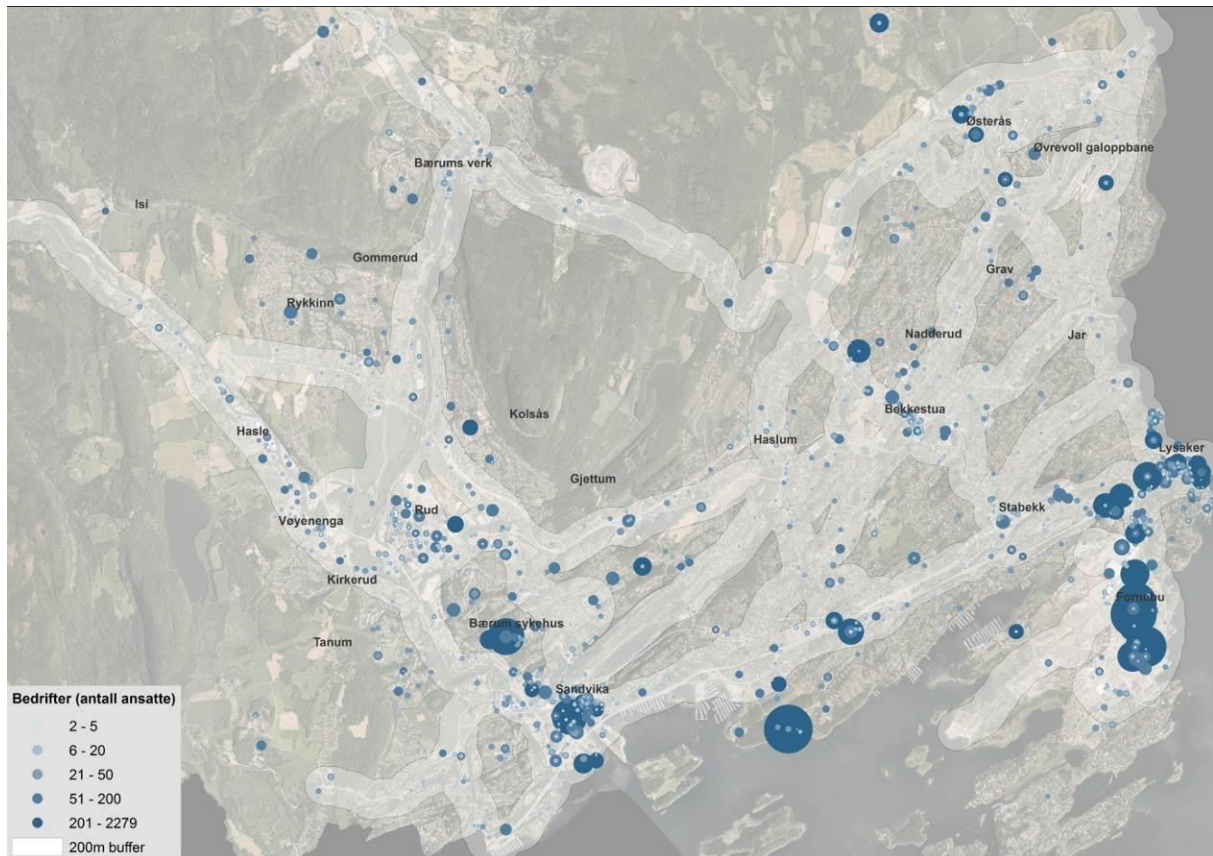 Østerås
Øvrevoll galoppbane
Bærums verk
Isi
Gommerud
Grav
Rykkinn
Nadderud
Jar
Kolsås
Bekkestua
Hasle
Haslum
Lysaker
Gjettum
Stabekk
Rud
Vøyenenga
Kirkerud
Fornebu
Bærum sykehus
Tanum
Sandvika
Bedrifter (antall ansatte)
2 - 5
6 - 20
21 - 50
51 - 200
201 - 2279
200m buffer